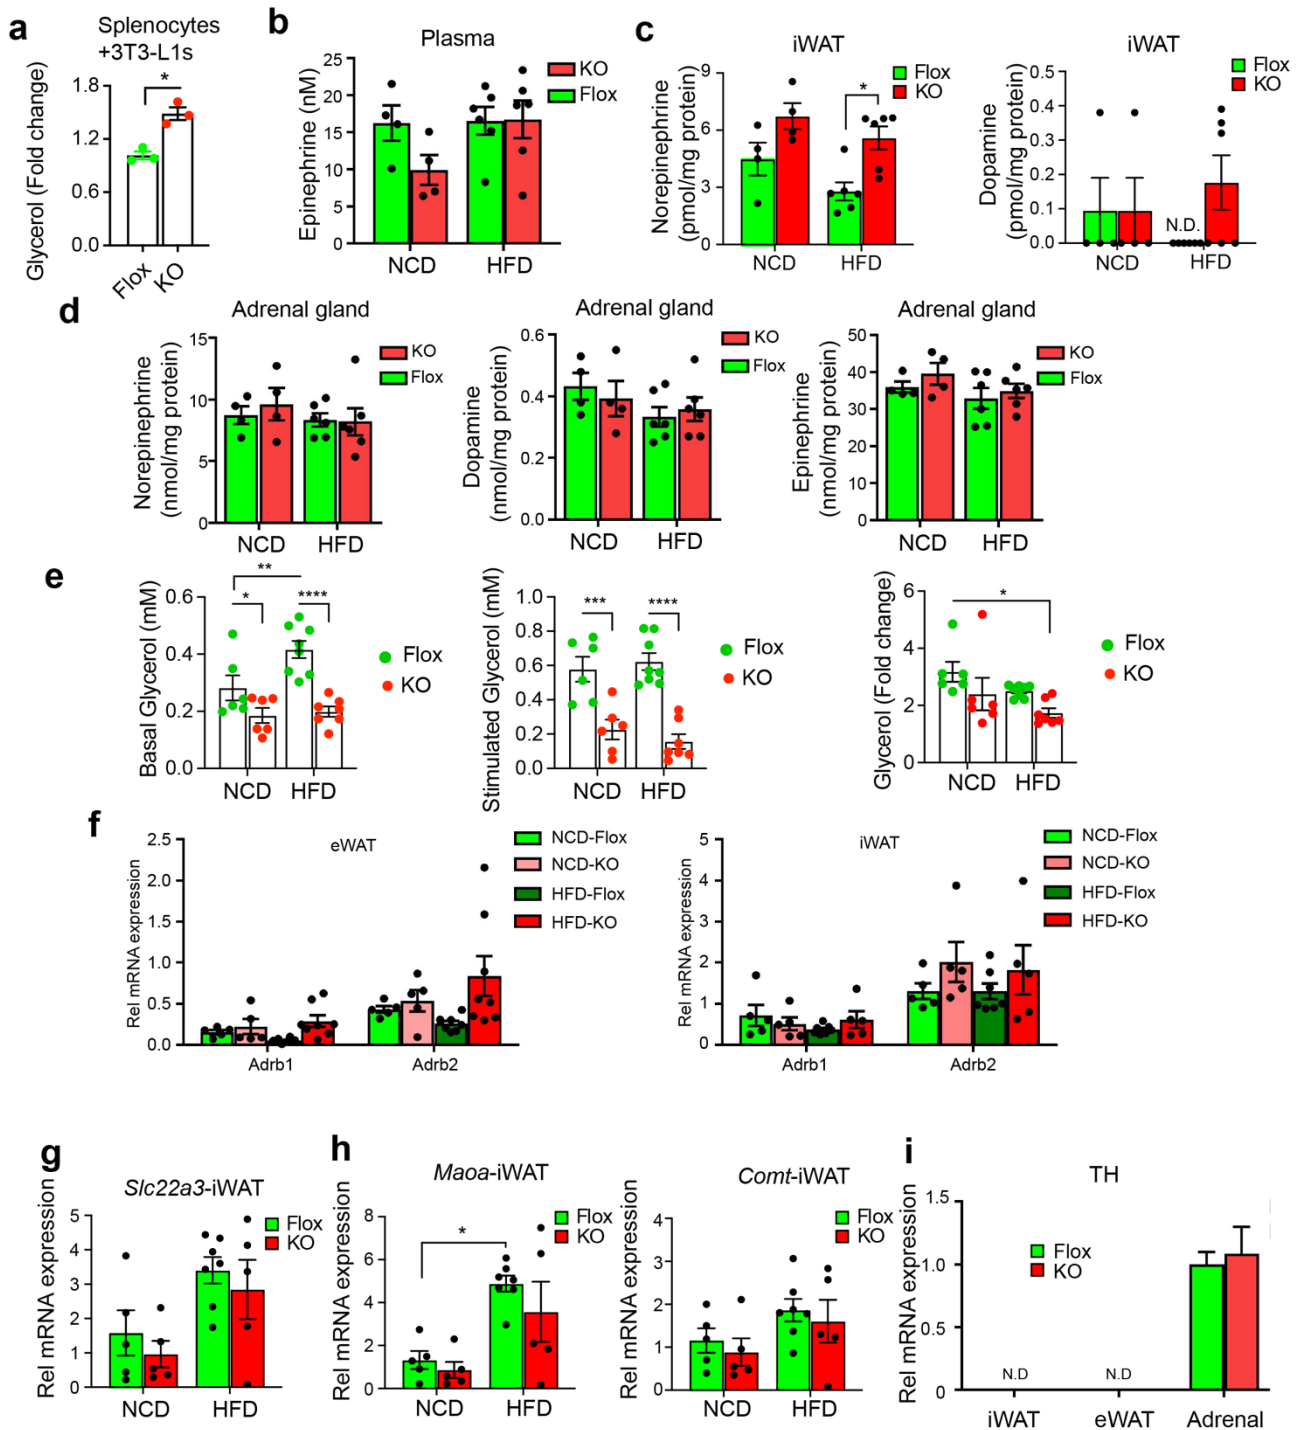 a
Splenocytes
+3T3-L1s
Glycerol (Fold change)
1.8
1.2
0.6
0.0
*
Flox
KO
b
Plasma
Epinephrine (nM)
25
20
15
10
5
0
NCD
HFD
KO
Flox
c
iWAT
Norepinephrine
(pmol/mg protein)
9
6
3
0
*
NCD
HFD
Flox
KO
iWAT
Dopamine
(pmol/mg protein)
0.5
0.4
0.3
0.2
0.1
0.0
N.D.
NCD
HFD
Flox
KO
d
Adrenal gland
Norepinephrine
(nmol/mg protein)
15
10
5
0
NCD
HFD
KO
Flox
Adrenal gland
Dopamine
(nmol/mg protein)
0.6
0.4
0.2
0.0
NCD
HFD
KO
Flox
Adrenal gland
Epinephrine
(nmol/mg protein)
50
40
30
20
10
0
NCD
HFD
KO
Flox
e
Basal Glycerol (mM)
0.6
0.4
0.2
0.0
**
*
****
NCD
HFD
Flox
KO
Stimulated Glycerol (mM)
1.0
0.8
0.6
0.4
0.2
0.0
***
****
NCD
HFD
Flox
KO
Glycerol (Fold change)
6
4
2
0
*
NCD
HFD
Flox
KO
f
eWAT
Rel mRNA expression
2.5
2.0
1.5
1.0
0.5
0.0
Adrb1
Adrb2
NCD-Flox
NCD-KO
HFD-Flox
HFD-KO
iWAT
Rel mRNA expression
5
4
3
2
1
0
Adrb1
Adrb2
NCD-Flox
NCD-KO
HFD-Flox
HFD-KO
g
Slc22a3-iWAT
Rel mRNA expression
5
4
3
2
1
0
NCD
HFD
Flox
KO
h
Maoa-iWAT
Rel mRNA expression
8
6
4
2
0
*
NCD
HFD
Flox
KO
Comt-iWAT
Rel mRNA expression
4
3
2
1
0
NCD
HFD
Flox
KO
i
TH
Rel mRNA expression
1.5
1.0
0.5
0
Flox
KO
N.D
N.D
iWAT
eWAT
Adrenal